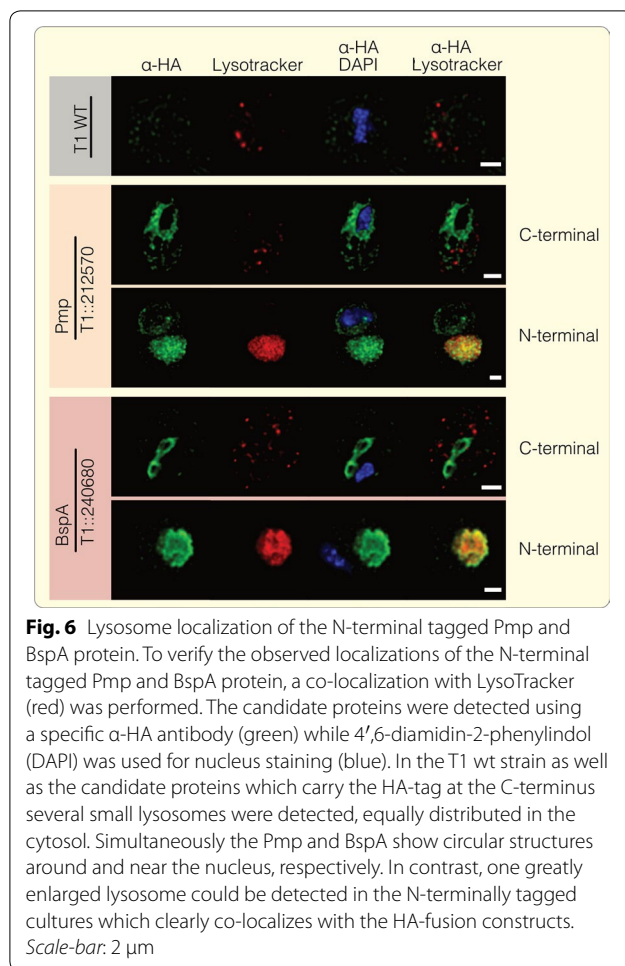 α-HA Lysotracker α-HA DAPI α-HA Lysotracker
T1 WT
Pmp T1::212570
C-terminal
N-terminal
BspA T1::240680
C-terminal
N-terminal
Fig. 6 Lysosome localization of the N-terminal tagged Pmp and
BspA protein. To verify the observed localizations of the N-terminal
tagged Pmp and BspA protein, a co-localization with LysoTracker
(red) was performed. The candidate proteins were detected using
a specific α-HA antibody (green) while 4′,6-diamidin-2-phenylindol
(DAPI) was used for nucleus staining (blue). In the T1 wt strain as well
as the candidate proteins which carry the HA-tag at the C-terminus
several small lysosomes were detected, equally distributed in the
cytosol. Simultaneously the Pmp and BspA show circular structures
around and near the nucleus, respectively. In contrast, one greatly
enlarged lysosome could be detected in the N-terminally tagged
cultures which clearly co-localizes with the HA-fusion constructs.
Scale-bar: 2 μm